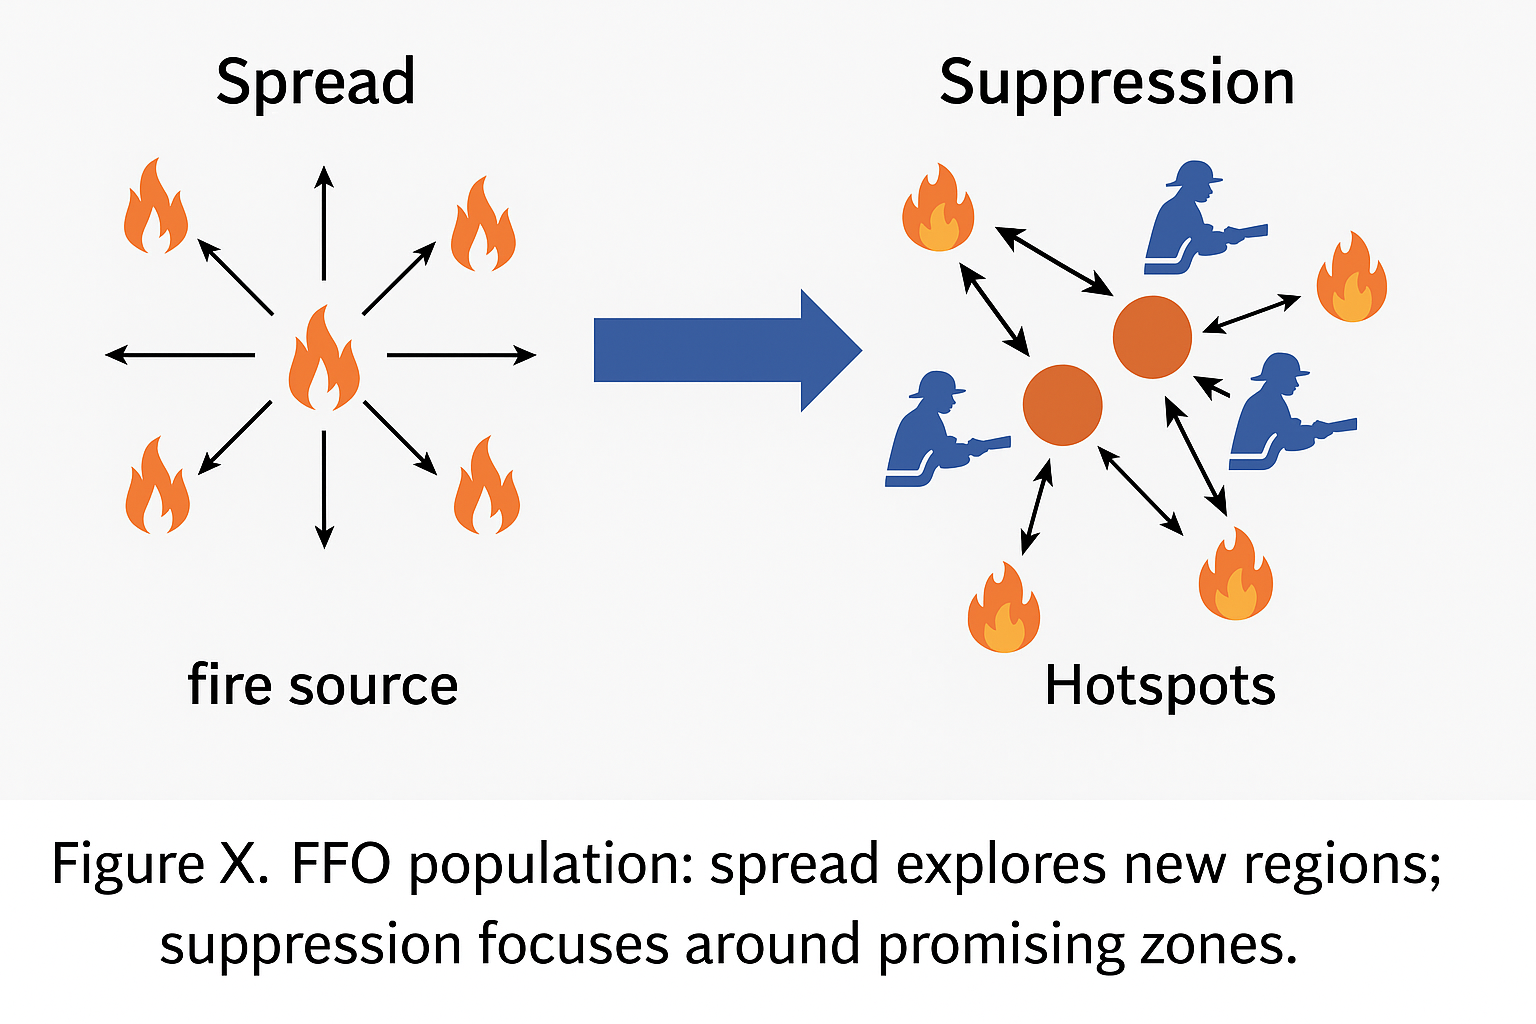 Spread
Suppression
fire source
Hotspots
Figure X. FFO population: spread explores new regions;
suppression focuses around promising zones.